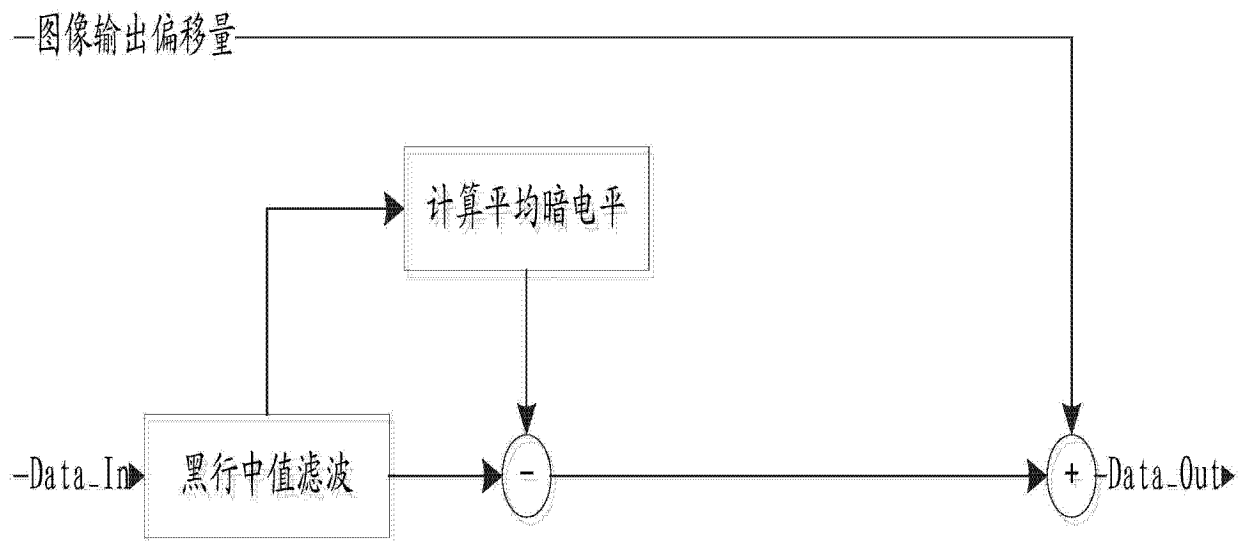 图像输出偏移量
计算平均暗电平
Data_In
黑行中值滤波
-
+
Data_Out